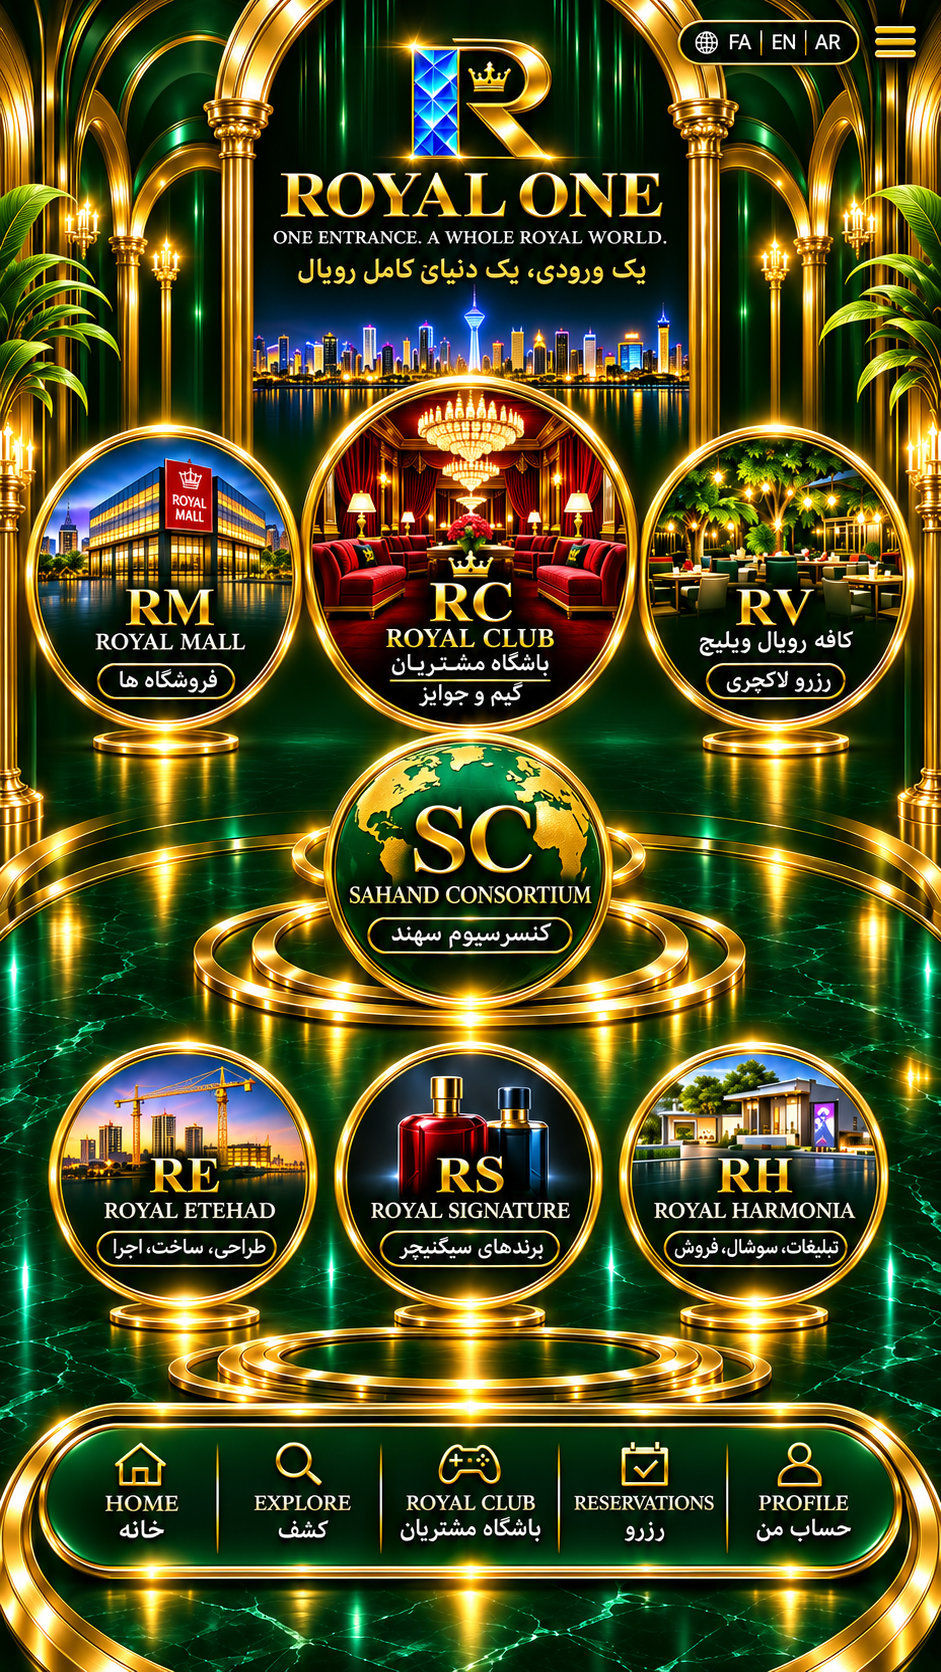 FA | EN | AR
R
ROYAL ONE
ONE ENTRANCE. A WHOLE ROYAL WORLD.
یک ورودی، یک دنیای کامل رویال
ROYAL
MALL
RM
ROYAL MALL
فروشگاه ها
RC
ROYAL CLUB
باشگاه مشتریان
گیم و جوایز
RV
کافه رویال ویلیج
رزرو لاکچری
SC
SAHAND CONSORTIUM
کنسرسیوم سهند
RE
ROYAL ETEHAD
طراحی، ساخت، اجرا
RS
ROYAL SIGNATURE
برندهای سیگنیچر
RH
ROYAL HARMONIA
تبلیغات، سوشال، فروش
HOME
خانه
EXPLORE
کشف
ROYAL CLUB
باشگاه مشتریان
RESERVATIONS
رزرو
PROFILE
حساب من